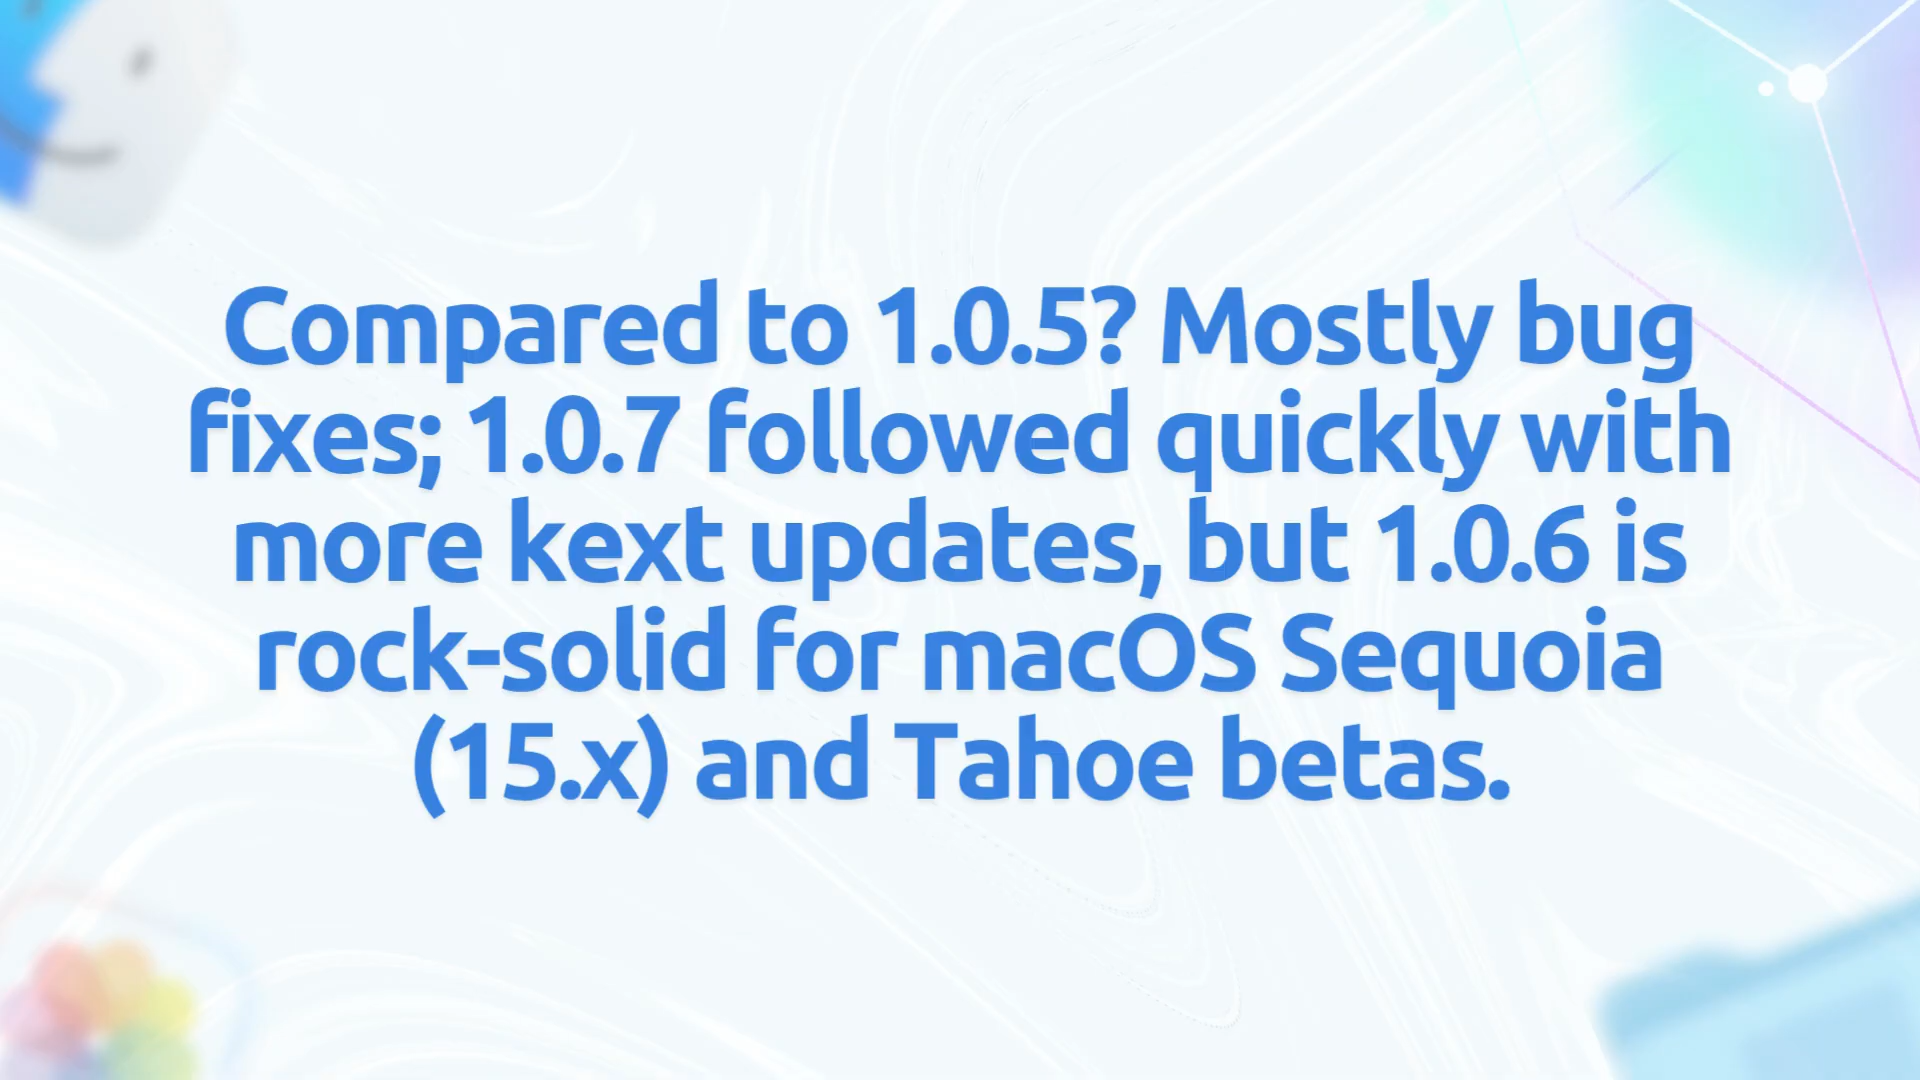 Compared to 1.0.5? Mostly bug
fixes; 1.0.7 followed quickly with
more kext updates, but 1.0.6 is
rock-solid for macOS Sequoia
(15.x) and Tahoe betas.